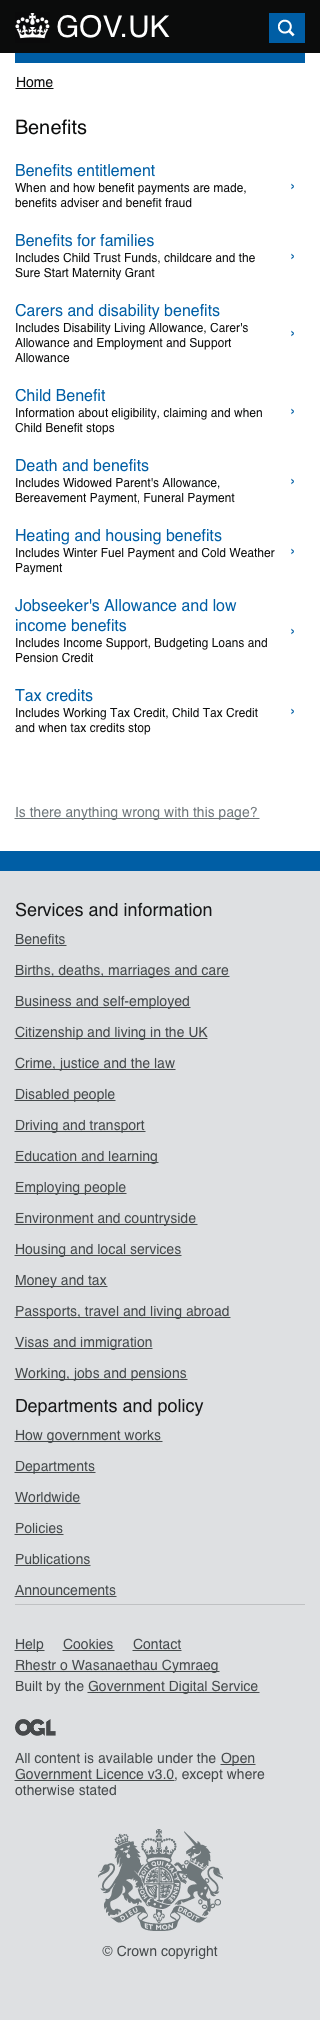 GOV.UK
Home
Benefits
Benefits entitlement
When and how benefit payments are made,
benefits adviser and benefit fraud
Benefits for families
Includes Child Trust Funds, childcare and the
Sure Start Maternity Grant
Carers and disability benefits
Includes Disability Living Allowance, Carer's
Allowance and Employment and Support
Allowance
Child Benefit
Information about eligibility, claiming and when
Child Benefit stops
Death and benefits
Includes Widowed Parent's Allowance,
Bereavement Payment, Funeral Payment
Heating and housing benefits
Includes Winter Fuel Payment and Cold Weather
Payment
Jobseeker's Allowance and low
income benefits
Includes Income Support, Budgeting Loans and
Pension Credit
Tax credits
Includes Working Tax Credit, Child Tax Credit
and when tax credits stop
Is there anything wrong with this page?
Services and information
Benefits
Births, deaths, marriages and care
Business and self-employed
Citizenship and living in the UK
Crime, justice and the law
Disabled people
Driving and transport
Education and learning
Employing people
Environment and countryside
Housing and local services
Money and tax
Passports, travel and living abroad
Visas and immigration
Working, jobs and pensions
Departments and policy
How government works
Departments
Worldwide
Policies
Publications
Announcements
Help Cookies Contact
Rhestr o Wasanaethau Cymraeg
Built by the Government Digital Service
OGL
All content is available under the Open
Government Licence v3.0, except where
otherwise stated
DIEU ET MON DROIT
© Crown copyright